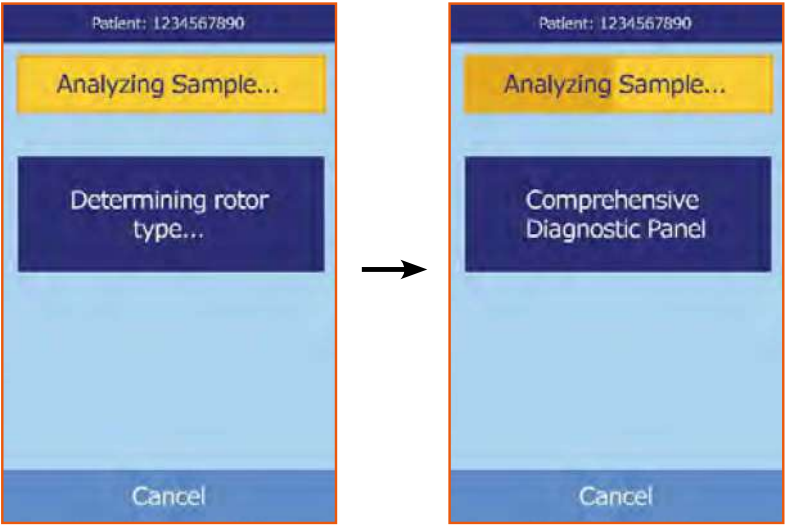 Patient: 1234567890
Analyzing Sample...
Determining rotor
type...
Cancel
Patient: 1234567890
Analyzing Sample...
Comprehensive
Diagnostic Panel
Cancel